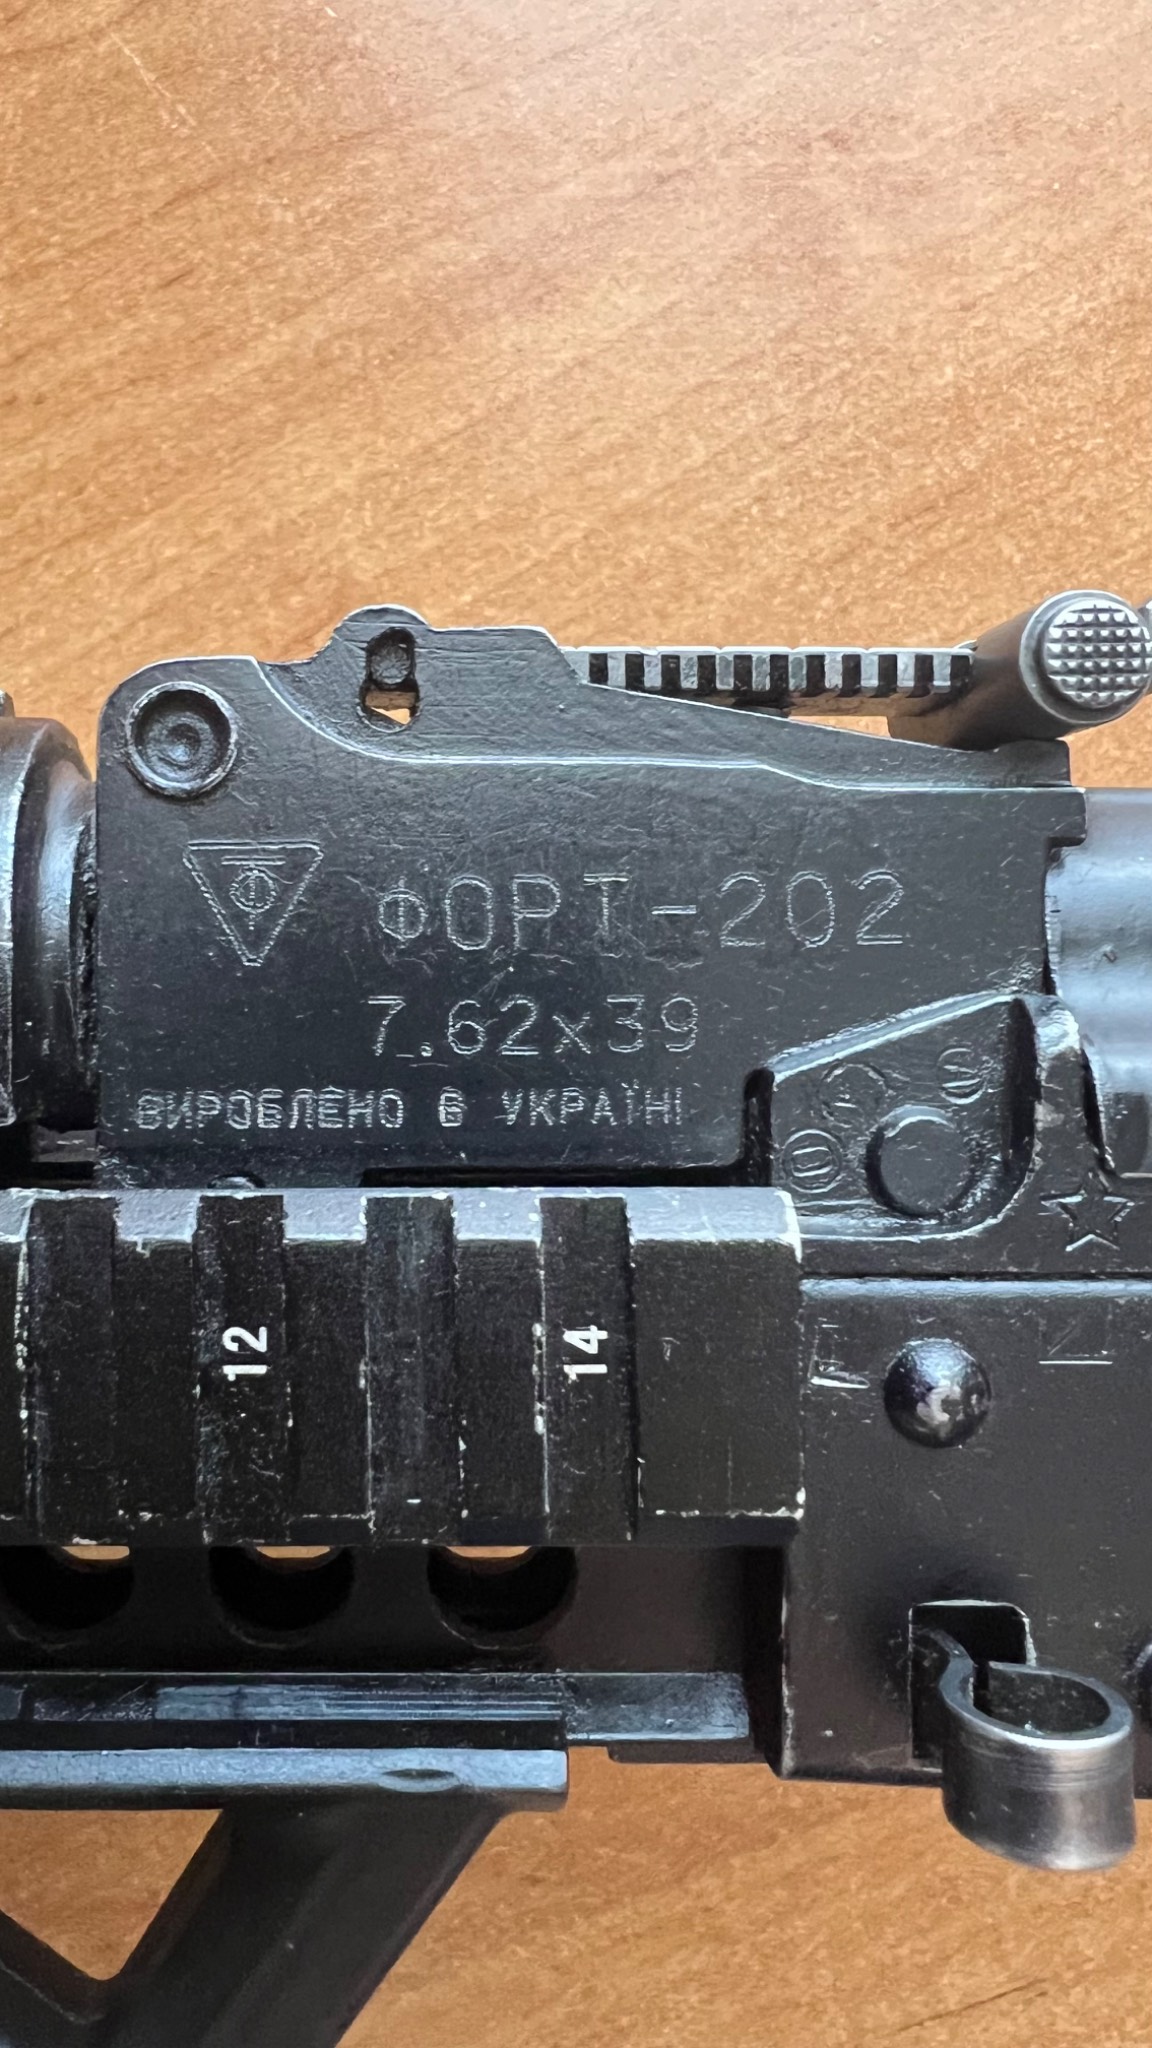 ФОРТ-202
7.62x39
ВИРОБЛЕНО В УКРАЇНІ
12
14